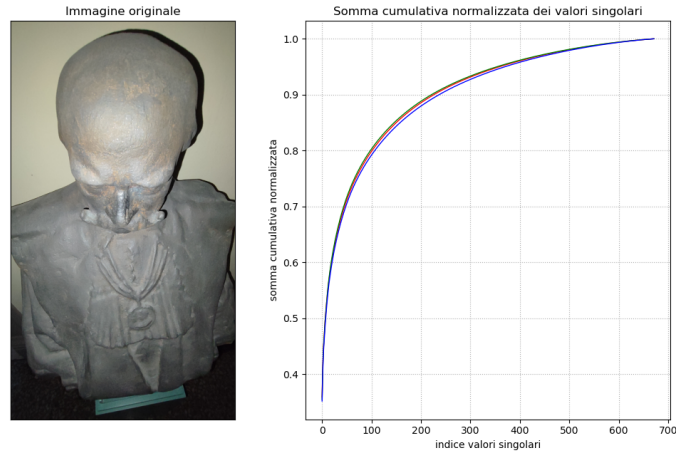 Immagine originale
Somma cumulativa normalizzata dei valori singolari
somma cumulativa normalizzata
1.0
0.9
0.8
0.7
0.6
0.5
0.4
0 100 200 300 400 500 600 700
indice valori singolari